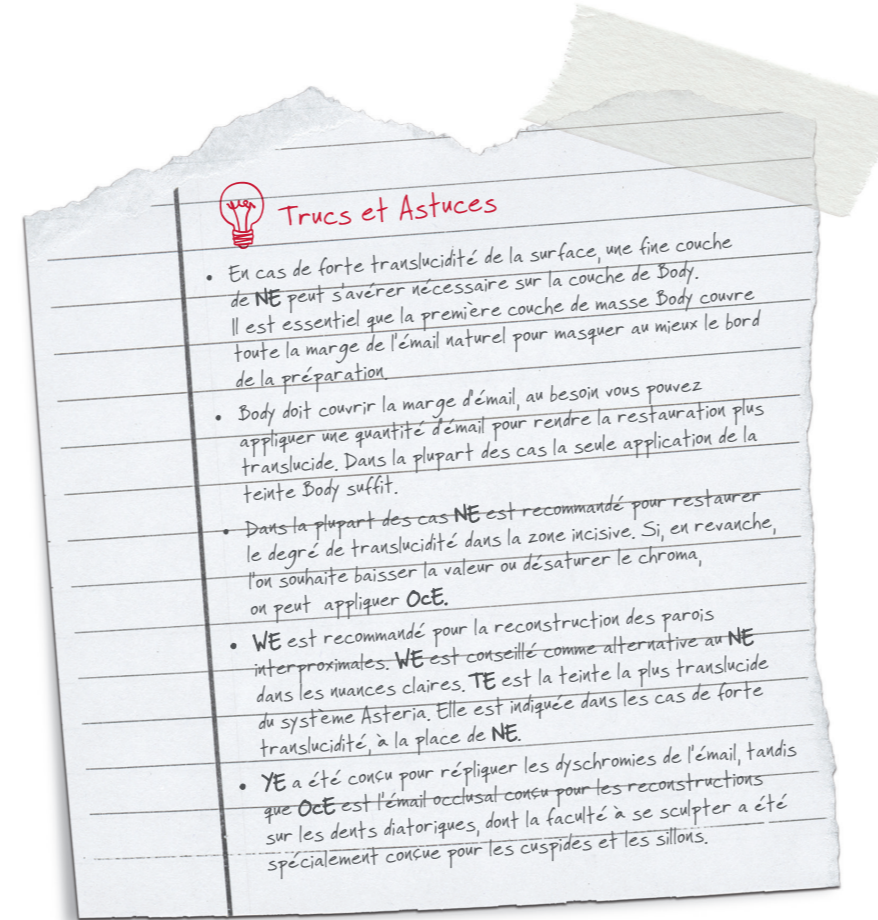 Trucs et Astuces
• En cas de forte translucidité de la surface, une fine couche
de NE peut s'avérer nécessaire sur la couche de Body.
Il est essentiel que la première couche de masse Body couvre
toute la marge de l'émail naturel pour masquer au mieux le bord
de la préparation
• Body doit couvrir la marge d'émail, au besoin vous pouvez
appliquer une quantité d'émail pour rendre la restauration plus
translucide. Dans la plupart des cas la seule application de la
teinte Body suffit.
• Dans la plupart des cas NE est recommandé pour restaurer
le degré de translucidité dans la zone incisive. Si, en revanche,
l'on souhaite baisser la valeur ou désaturer le chroma,
on peut appliquer OcE.
• WE est recommandé pour la reconstruction des parois
interproximales. WE est conseillé comme alternative au NE
dans les nuances claires. TE est la teinte la plus translucide
du système Asteria. Elle est indiquée dans les cas de forte
translucidité, à la place de NE.
• YE a été conçu pour répliquer les dyschromies de l'émail, tandis
que OcE est l'émail occlusal conçu pour les reconstructions
sur les dents diatoriques, dont la faculté à se sculpter a été
spécialement conçue pour les cuspides et les sillons.